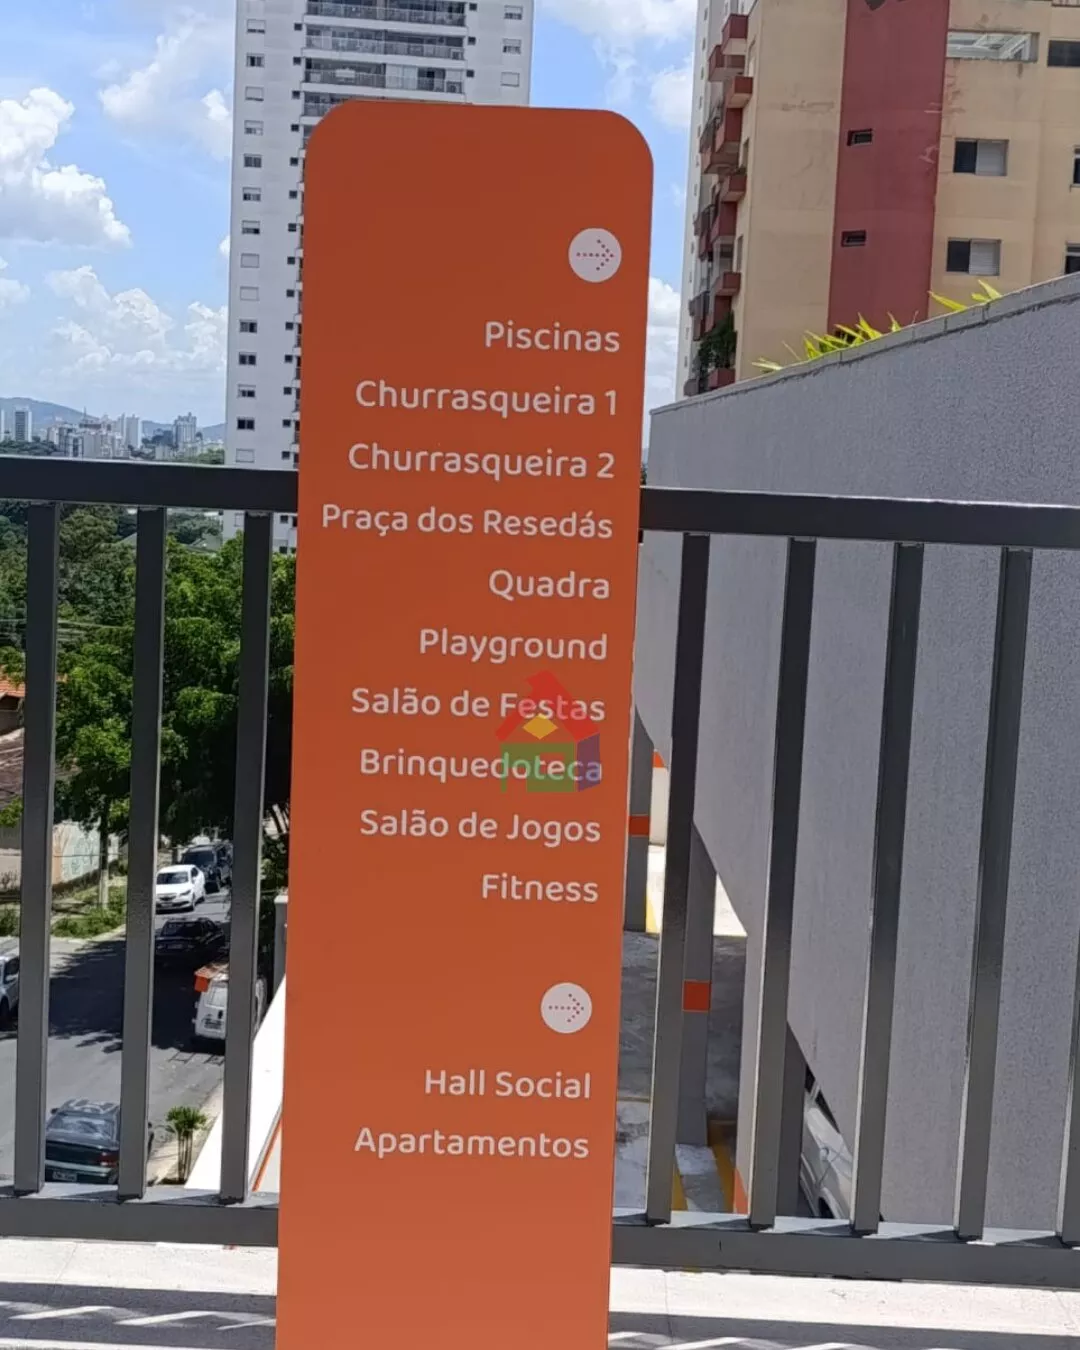 Piscinas
Churrasqueira 1
Churrasqueira 2
Praça dos Resedás
Quadra
Playground
Salão de Festas
Brinquedoteca
Salão de Jogos
Fitness
Hall Social
Apartamentos